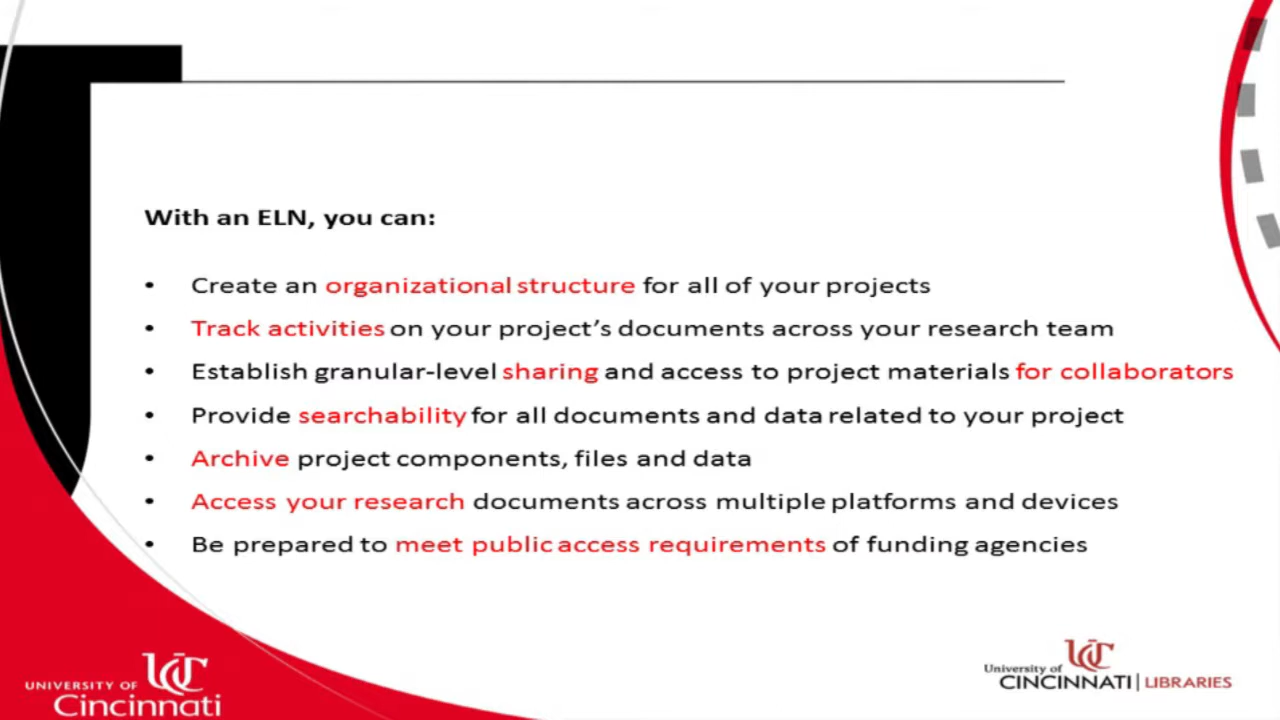 With an ELN, you can:
• Create an organizational structure for all of your projects
• Track activities on your project's documents across your research team
• Establish granular-level sharing and access to project materials for collaborators
• Provide searchability for all documents and data related to your project
• Archive project components, files and data
• Access your research documents across multiple platforms and devices
• Be prepared to meet public access requirements of funding agencies
UC
UNIVERSITY OF
Cincinnati
UC
University of
CINCINNATI | LIBRARIES